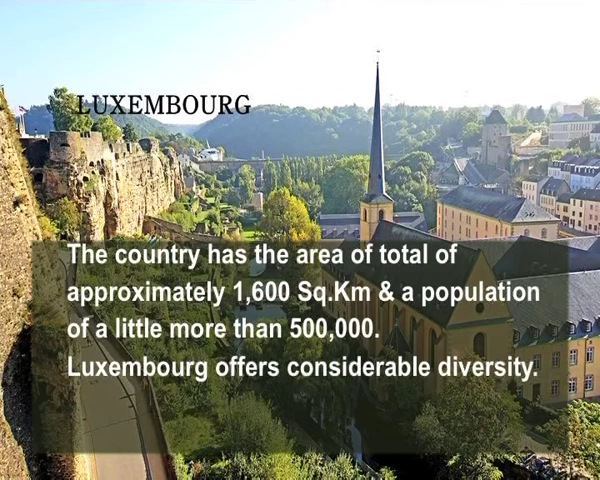 LUXEMBOURG
The country has the area of total of
approximately 1,600 Sq.Km & a population
of a little more than 500,000.
Luxembourg offers considerable diversity.